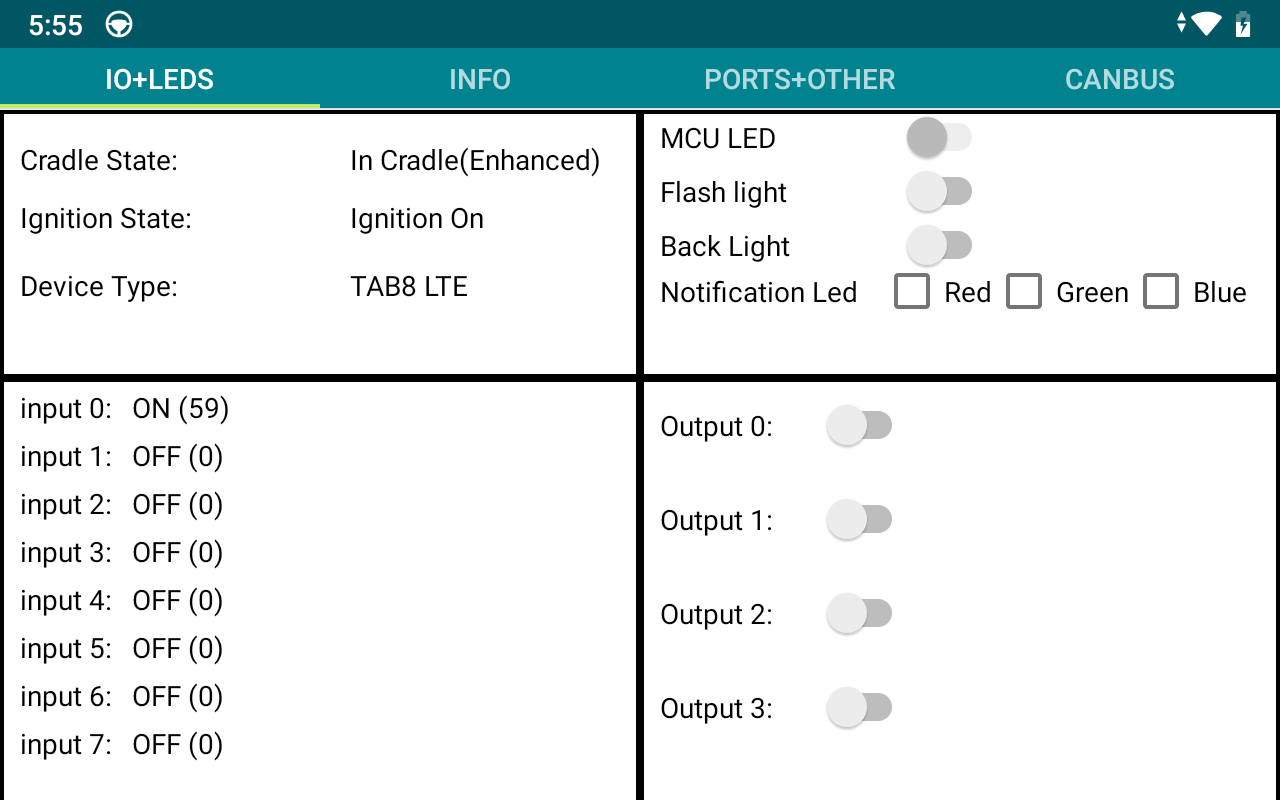 5:55
IO+LEDS INFO PORTS+OTHER CANBUS
Cradle State: In Cradle(Enhanced)
Ignition State: Ignition On
Device Type: TAB8 LTE
MCU LED
Flash light
Back Light
Notification Led Red Green Blue
input 0: ON (59)
input 1: OFF (0)
input 2: OFF (0)
input 3: OFF (0)
input 4: OFF (0)
input 5: OFF (0)
input 6: OFF (0)
input 7: OFF (0)
Output 0:
Output 1:
Output 2:
Output 3: